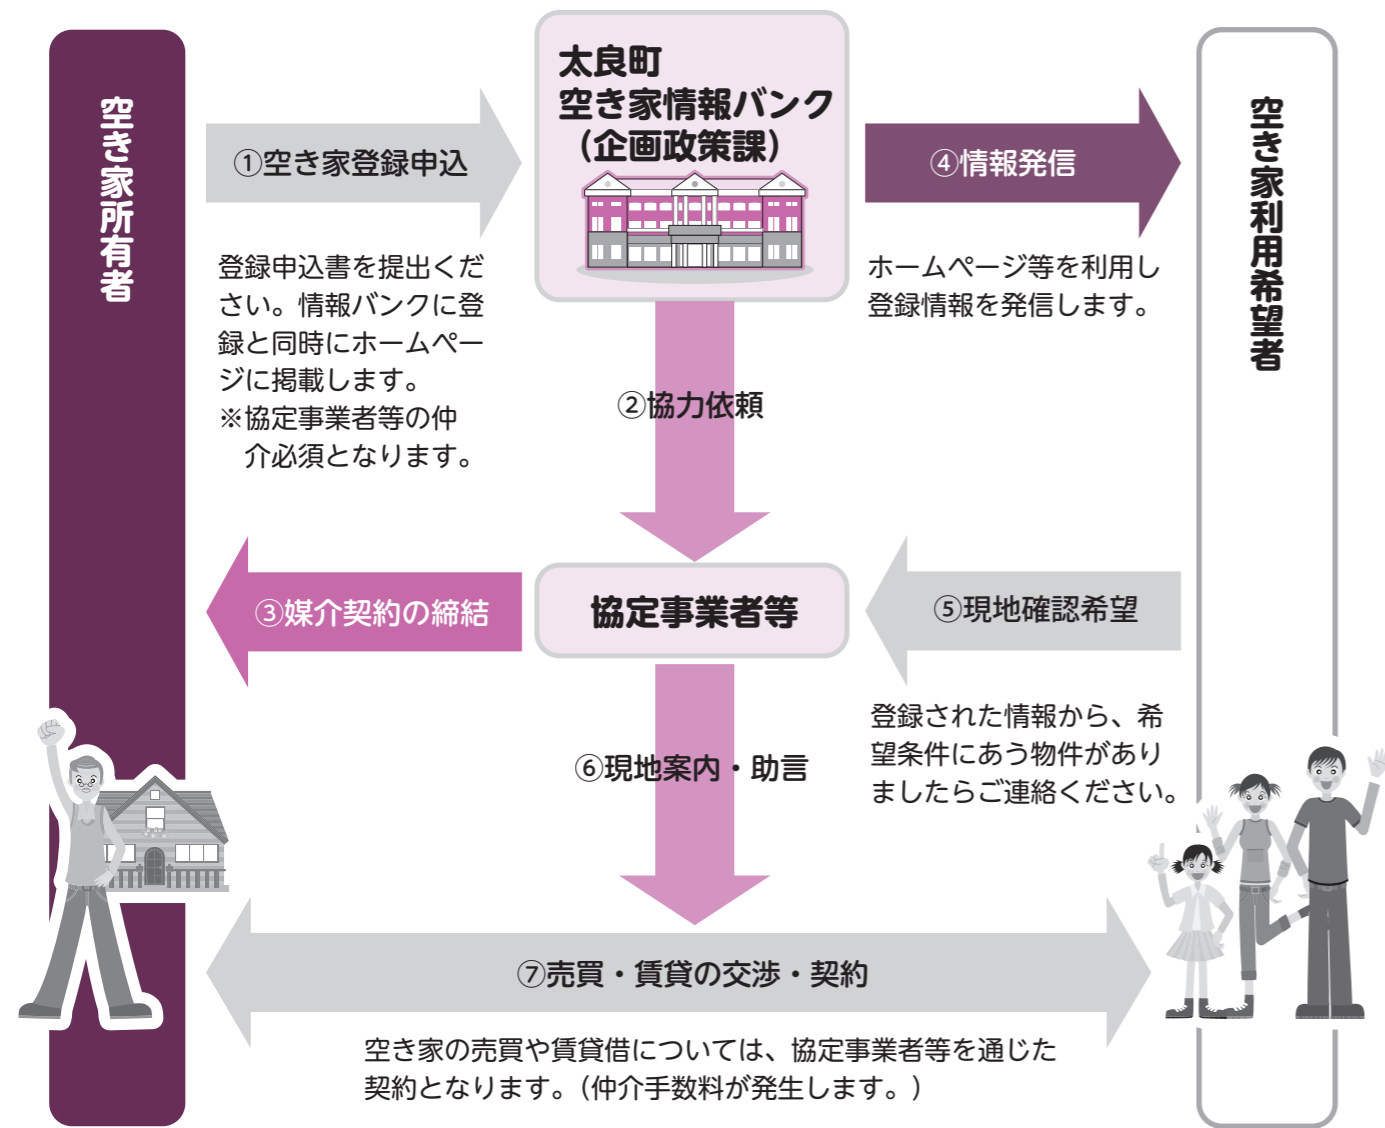 空き家所有者
①空き家登録申込
登録申込書を提出くだ
さい。情報バンクに登
録と同時にホームペー
ジに掲載します。
※協定事業者等の仲
介必須となります。
太良町
空き家情報バンク
（企画政策課）
④情報発信
ホームページ等を利用し
登録情報を発信します。
空き家利用希望者
②協力依頼
③媒介契約の締結
協定事業者等
⑤現地確認希望
登録された情報から、希
望条件にあう物件があり
ましたらご連絡ください。
⑥現地案内・助言
⑦売買・賃貸の交渉・契約
空き家の売買や賃貸借については、協定事業者等を通じた
契約となります。（仲介手数料が発生します。）